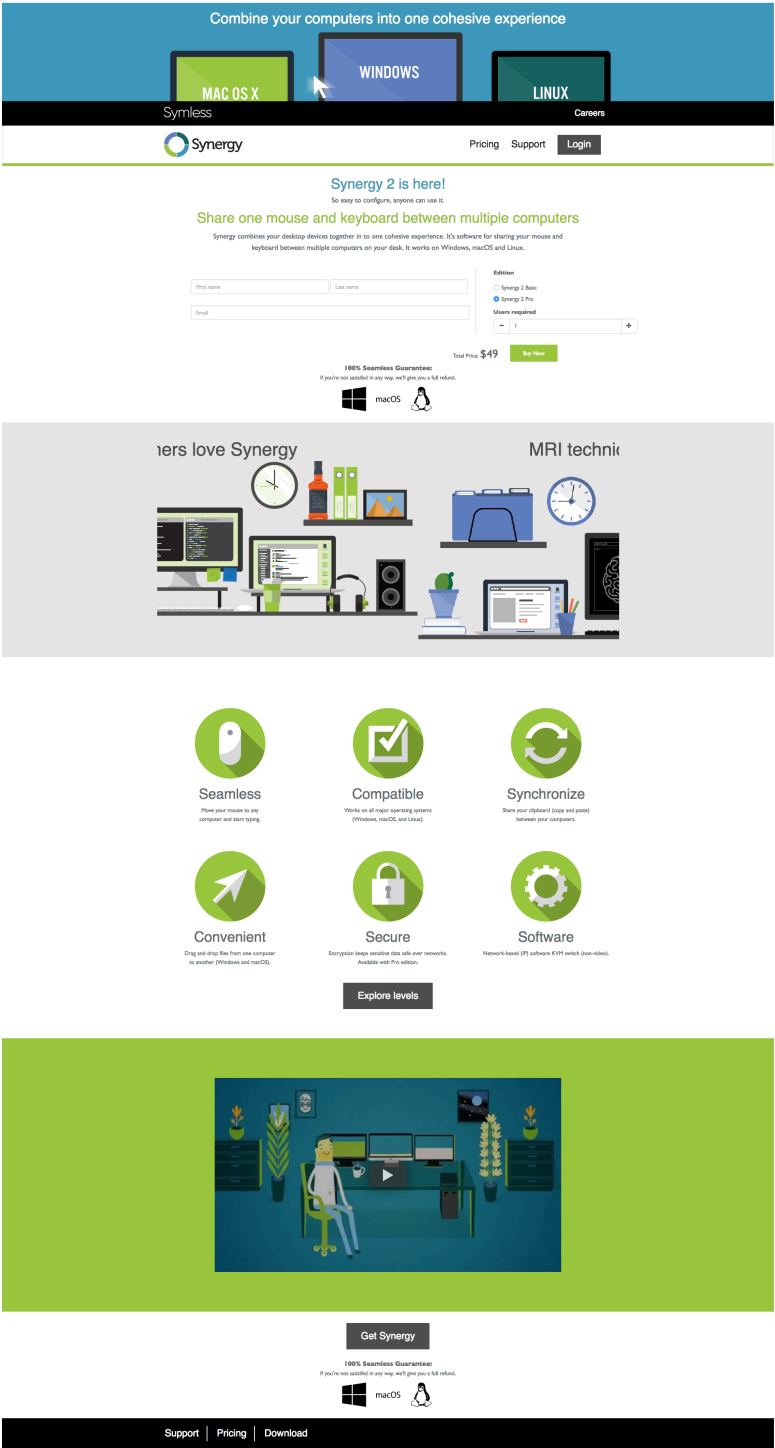 Combine your computers into one cohesive experience
MAC OS X
WINDOWS
LINUX
Symless
Careers
Synergy
Pricing
Support
Login
Synergy 2 is here!
So easy to configure, anyone can use it.
Share one mouse and keyboard between multiple computers
Synergy combines your desktop devices together in to one cohesive experience. It's software for sharing your mouse and
keyboard between multiple computers on your desk. It works on Windows, macOS and Linux.
First name
Last name
Email
Edition
Synergy 2 Basic
Synergy 2 Pro
Users required
− 1 +
Total Price: $49
Buy Now
100% Seamless Guarantee:
If you're not satisifed in any way, we'll give you a full refund.
macOS
ners love Synergy
MRI technic
Seamless
Move your mouse to any
computer and start typing.
Compatible
Works on all major operating systems
(Windows, macOS, and Linux).
Synchronize
Share your clipboard (copy and paste)
between your computers.
Convenient
Drag and drop files from one computer
to another (Windows and macOS).
Secure
Encryption keeps sensitive data safe over networks.
Available with Pro edition.
Software
Network-based (IP) software KVM switch (non-video).
Explore levels
Get Synergy
100% Seamless Guarantee:
If you're not satisifed in any way, we'll give you a full refund.
macOS
Support
Pricing
Download